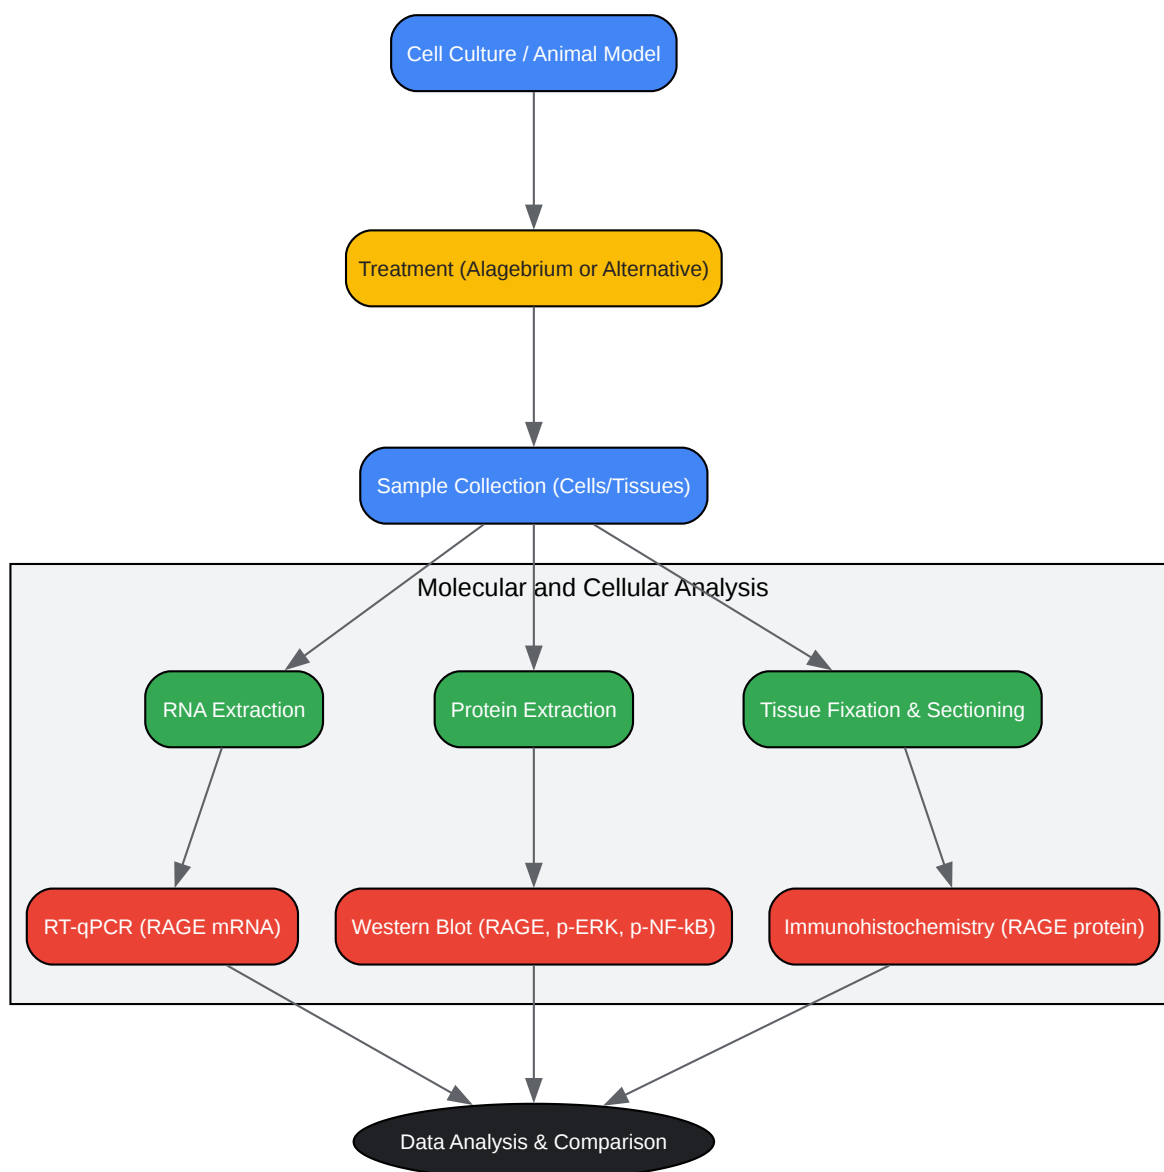 Cell Culture / Animal Model
Treatment (Alagebrium or Alternative)
Sample Collection (Cells/Tissues)
Molecular and Cellular Analysis
RNA Extraction
Protein Extraction
Tissue Fixation & Sectioning
RT-qPCR (RAGE mRNA)
Western Blot (RAGE, p-ERK, p-NF-kB)
Immunohistochemistry (RAGE protein)
Data Analysis & Comparison